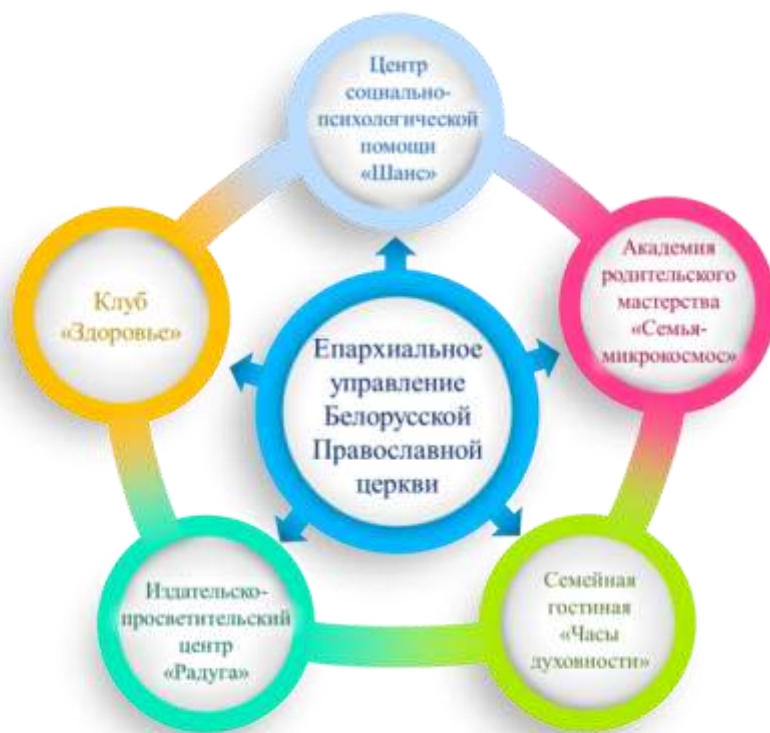 Центр
социально-
психологической
помощи
«Шанс»
Академия
родительского
мастерства
«Семья-
микрокосмос»
Клуб
«Здоровье»
Епархиальное
управление
Белорусской
Православной
церкви
Издательско-
просветительский
центр
«Радуга»
Семейная
гостиная
«Часы
духовности»